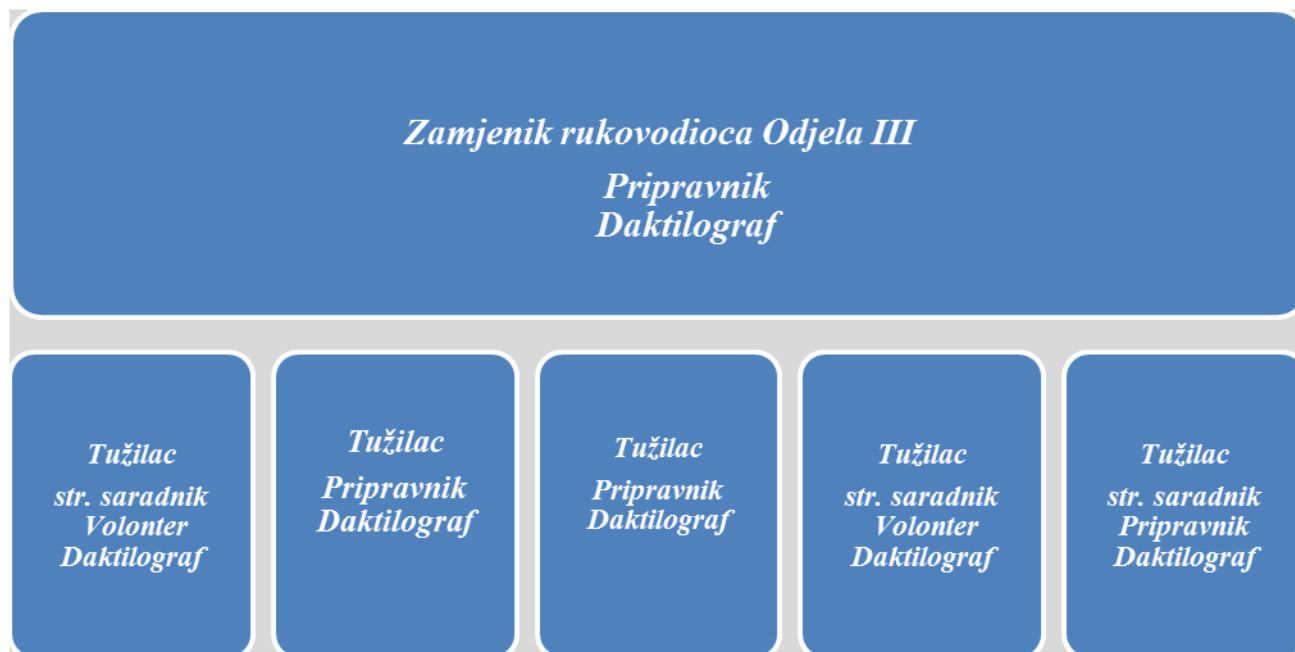 Zamjenik rukovodioca Odjela III
Pripravnik
Daktilograf
Tužilac
str. saradnik
Volonter
Daktilograf
Tužilac
Pripravnik
Daktilograf
Tužilac
Pripravnik
Daktilograf
Tužilac
str. saradnik
Volonter
Daktilograf
Tužilac
str. saradnik
Pripravnik
Daktilograf